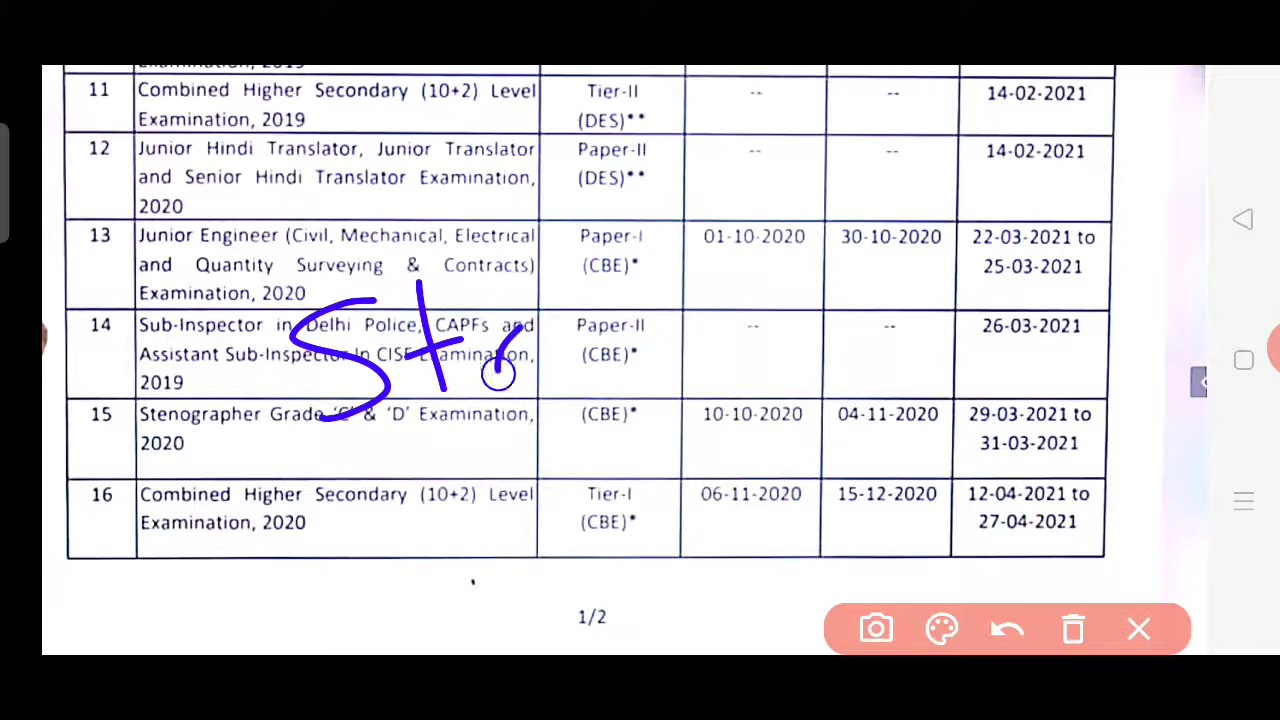 11 Combined Higher Secondary (10+2) Level Tier-II -- -- 14-02-2021
Examination, 2019 (DES)**
12 Junior Hindi Translator, Junior Translator Paper-II -- -- 14-02-2021
and Senior Hindi Translator Examination, (DES)**
2020
13 Junior Engineer (Civil, Mechanical, Electrical Paper-I 01-10-2020 30-10-2020 22-03-2021 to
and Quantity Surveying & Contracts) (CBE)* 25-03-2021
Examination, 2020
14 Sub-Inspector in Delhi Police, CAPFs and Paper-II -- -- 26-03-2021
Assistant Sub-Inspector in CISF Examination, (CBE)*
2019
St
15 Stenographer Grade 'C' & 'D' Examination, (CBE)* 10-10-2020 04-11-2020 29-03-2021 to
2020 31-03-2021
16 Combined Higher Secondary (10+2) Level Tier-I 06-11-2020 15-12-2020 12-04-2021 to
Examination, 2020 (CBE)* 27-04-2021
1/2